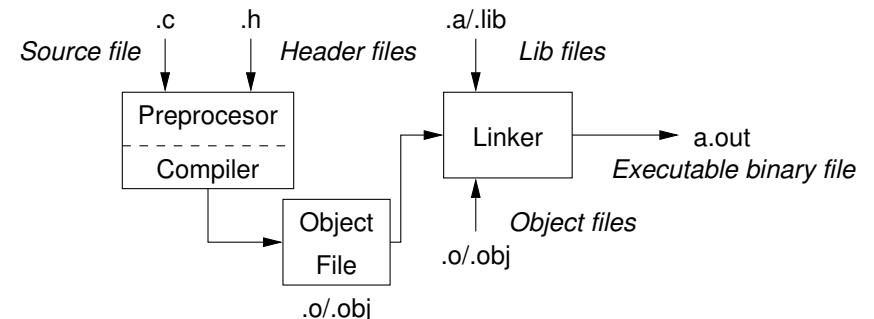 .c
.h
.a/.lib
Source file
Header files
Lib files
Preprocesor
Compiler
Linker
a.out
Executable binary file
Object
File
.o/.obj
Object files
.o/.obj